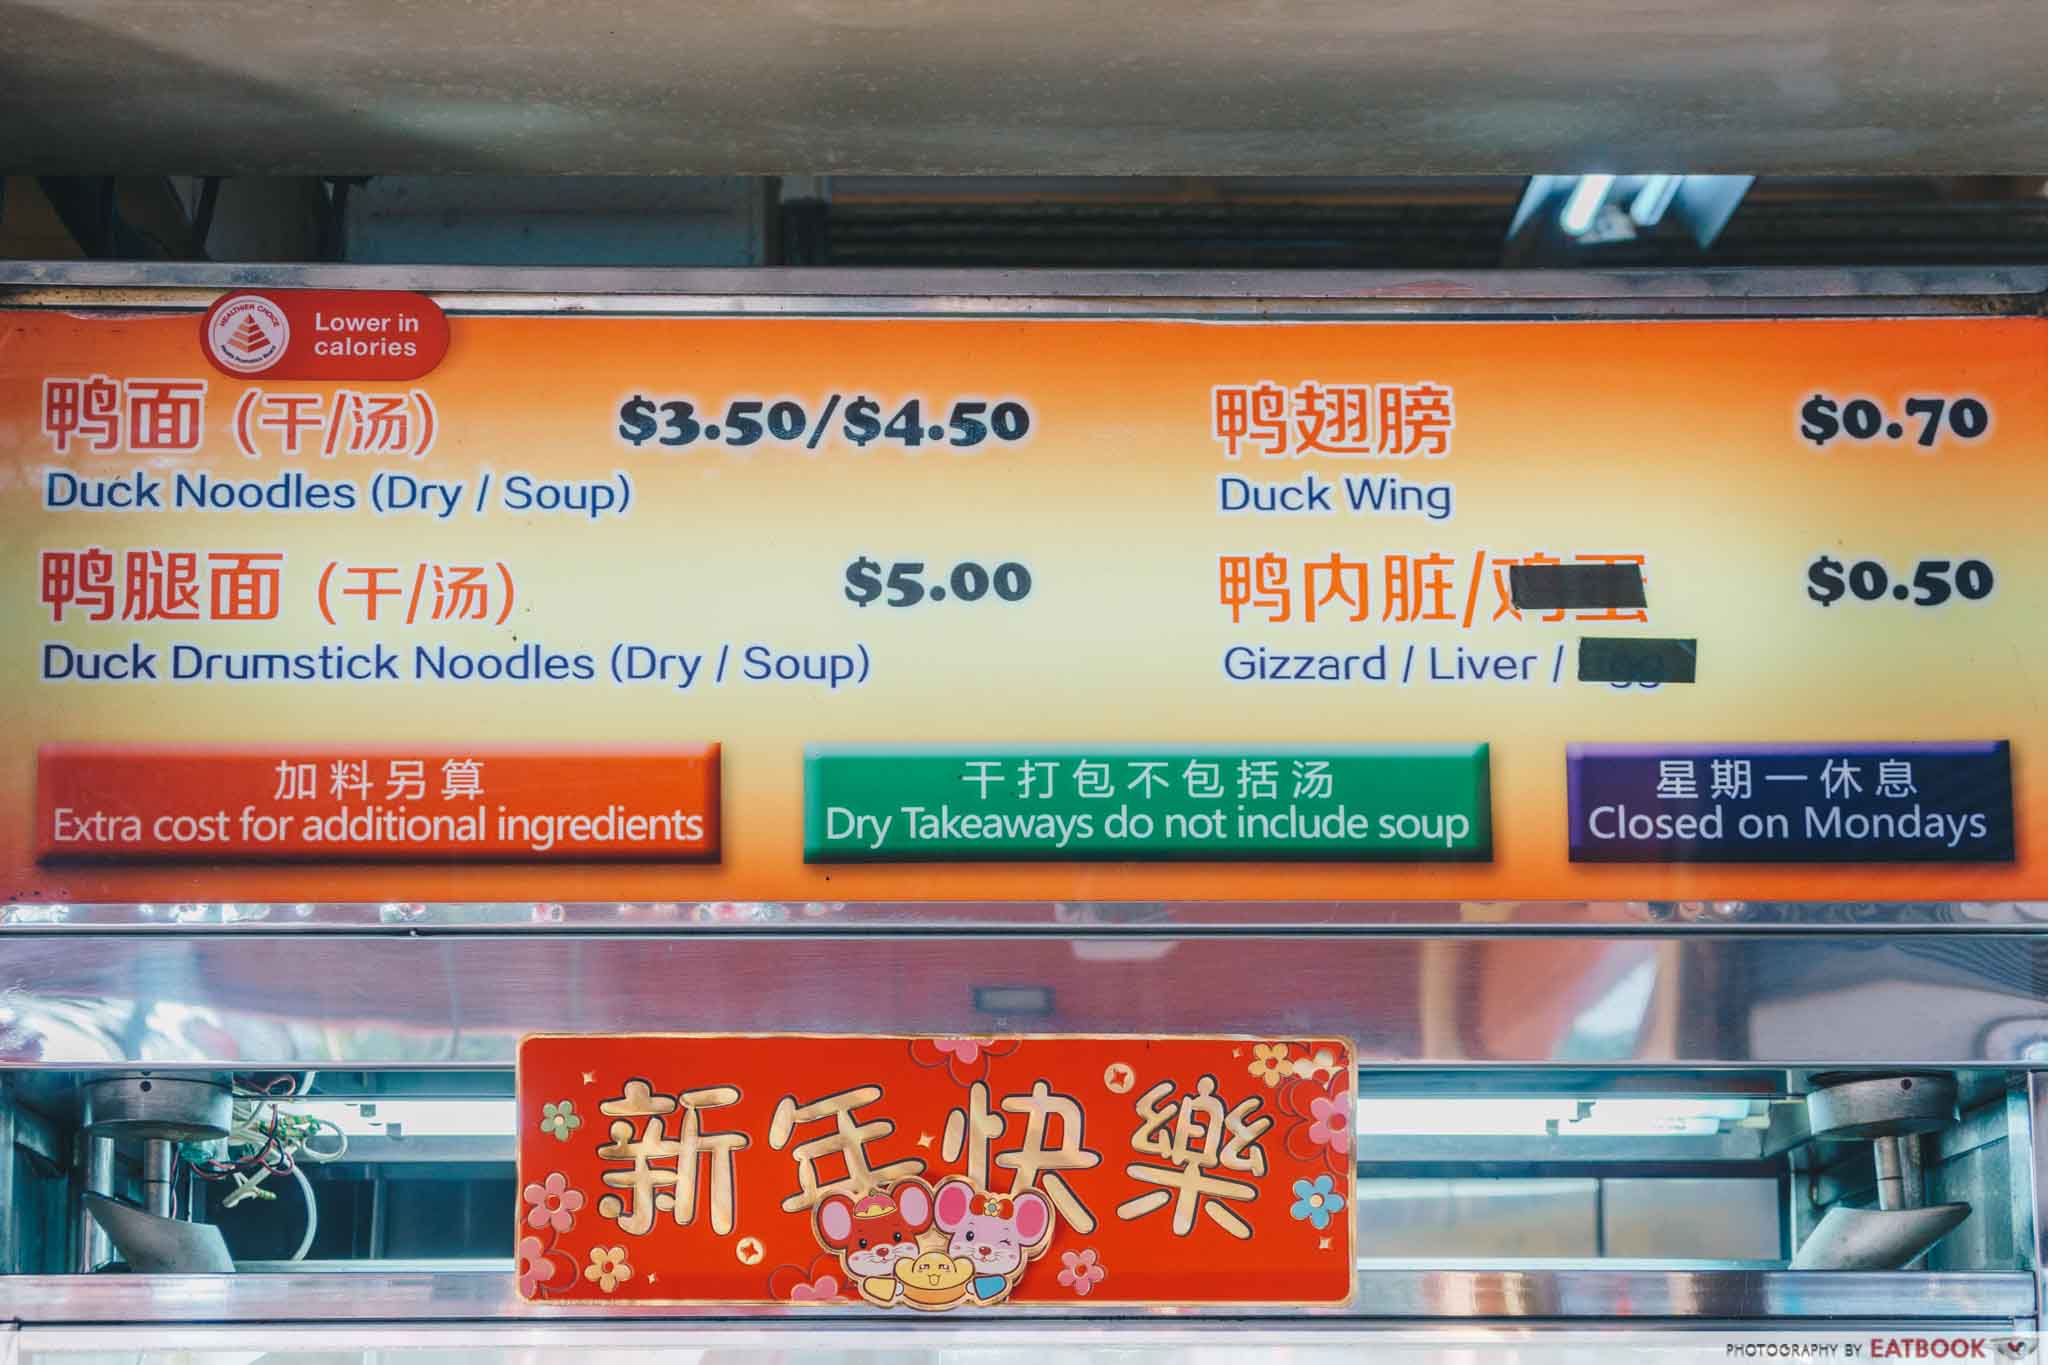 HEALTHIER CHOICE
Health Promotion Board
Lower in
calories
鸭面 (干/汤) $3.50/$4.50
Duck Noodles (Dry / Soup)
鸭腿面 (干/汤) $5.00
Duck Drumstick Noodles (Dry / Soup)
鸭翅膀 $0.70
Duck Wing
鸭内脏/ $0.50
Gizzard / Liver /
加料另算
Extra cost for additional ingredients
干打包不包括汤
Dry Takeaways do not include soup
星期一休息
Closed on Mondays
新年快樂
PHOTOGRAPHY BY EATBOOK